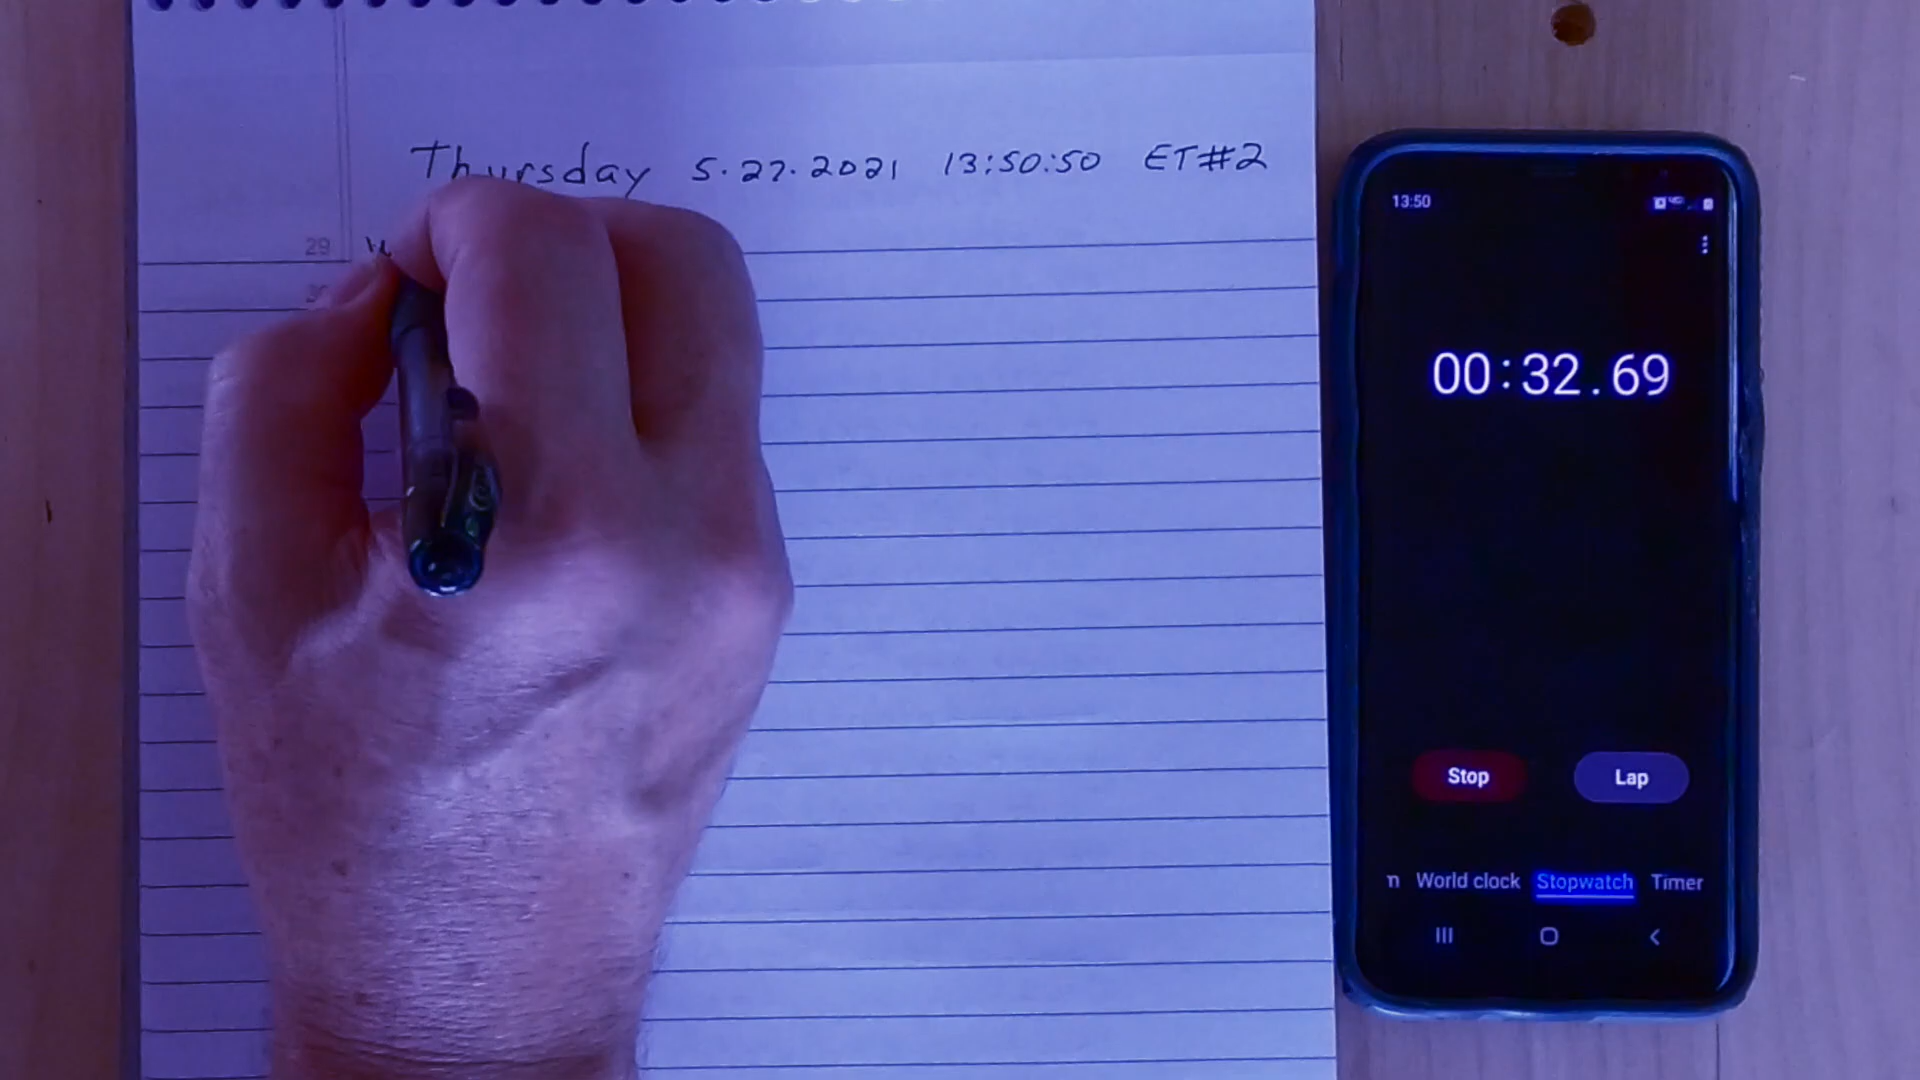 Thursday 5.27.2021 13:50:50 ET#2
29
13:50
00:32.69
Stop Lap
n World clock Stopwatch Timer